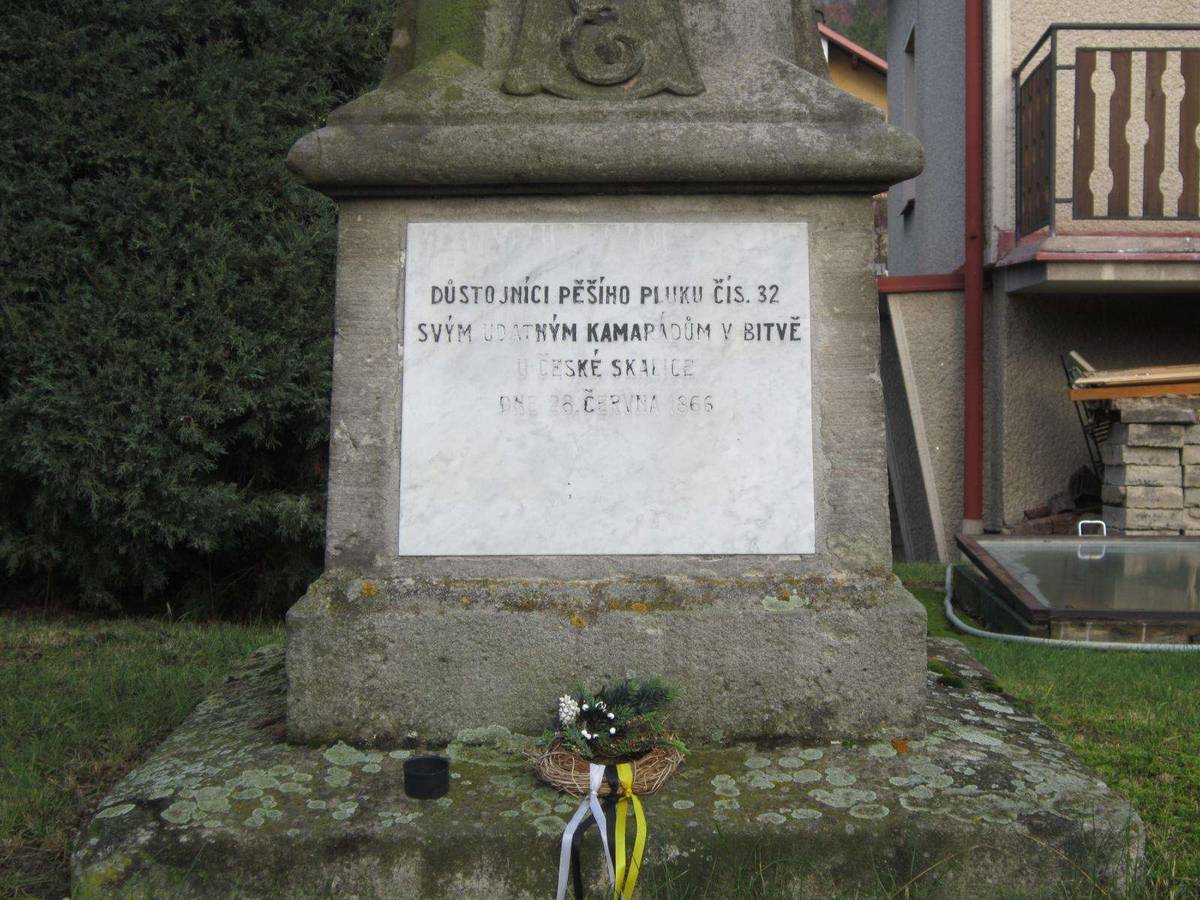 DŮSTOJNÍCI PĚŠÍHO PLUKU ČÍS. 32
SVÝM UDATNÝM KAMARÁDŮM V BITVĚ
U ČESKÉ SKALICE
DNE 28. ČERVNA 1866